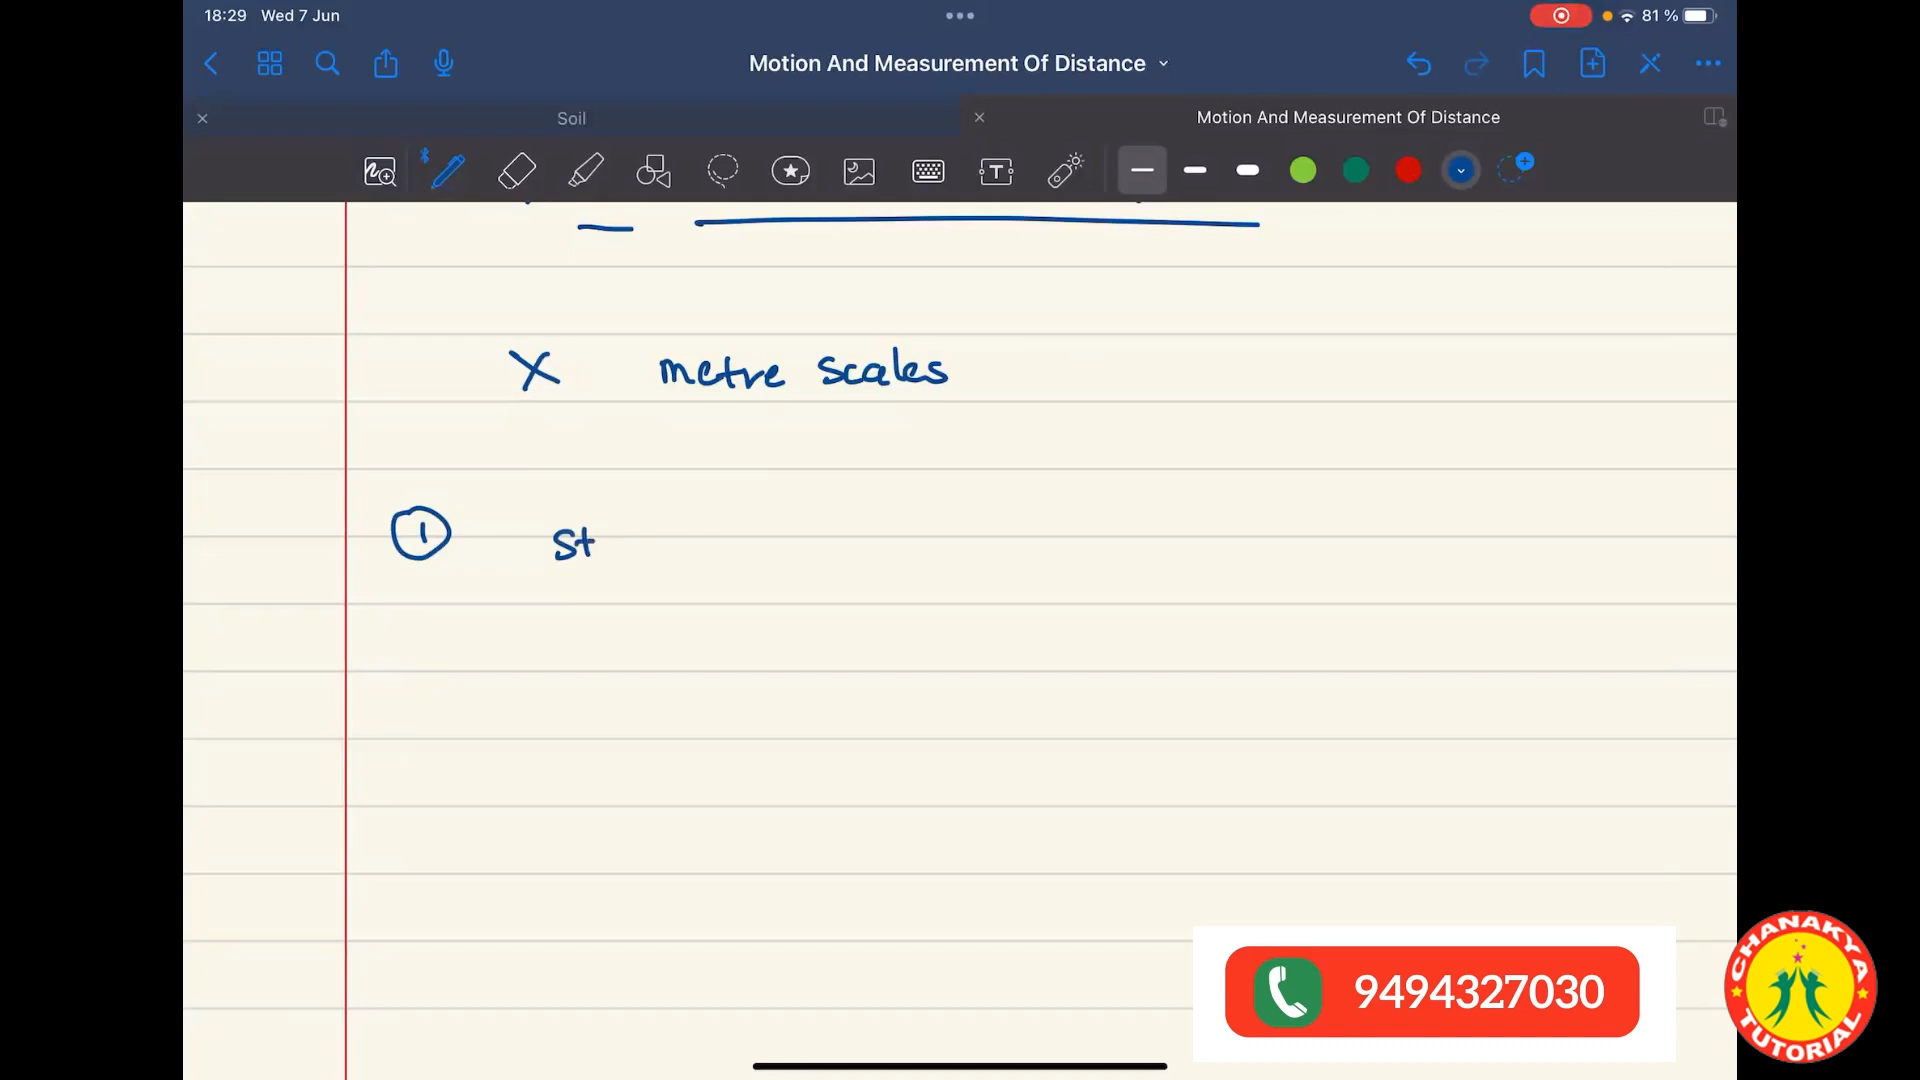 18:29 Wed 7 Jun
81 %
Motion And Measurement Of Distance
Soil
Motion And Measurement Of Distance
T
X metre scales
1 st
9494327030
CHANAKYA
TUTORIAL